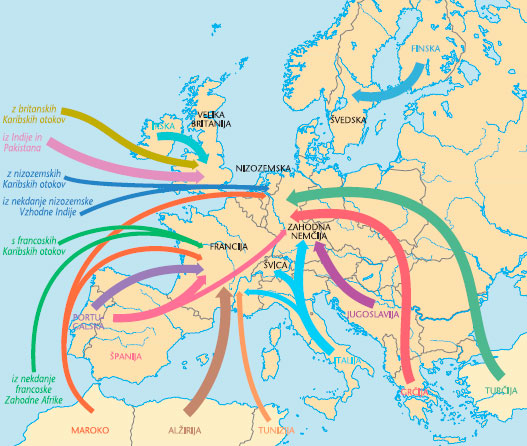 FINSKA
z britanskih
Karibskih otokov
VELIKA
BRITANIJA
IRSKA
ŠVEDSKA
iz Indije in
Pakistana
NIZOZEMSKA
z nizozemskih
Karibskih otokov
iz nekdanje nizozemske
Vzhodne Indije
ZAHODNA
NEMČIJA
s francoskih
Karibskih otokov
FRANCIJA
ŠVICA
PORTU-
GALSKA
JUGOSLAVIJA
ŠPANIJA
ITALIJA
iz nekdanje
francoske
Zahodne Afrike
GRČIJA
TURČIJA
MAROKO
ALŽIRIJA
TUNIZIJA